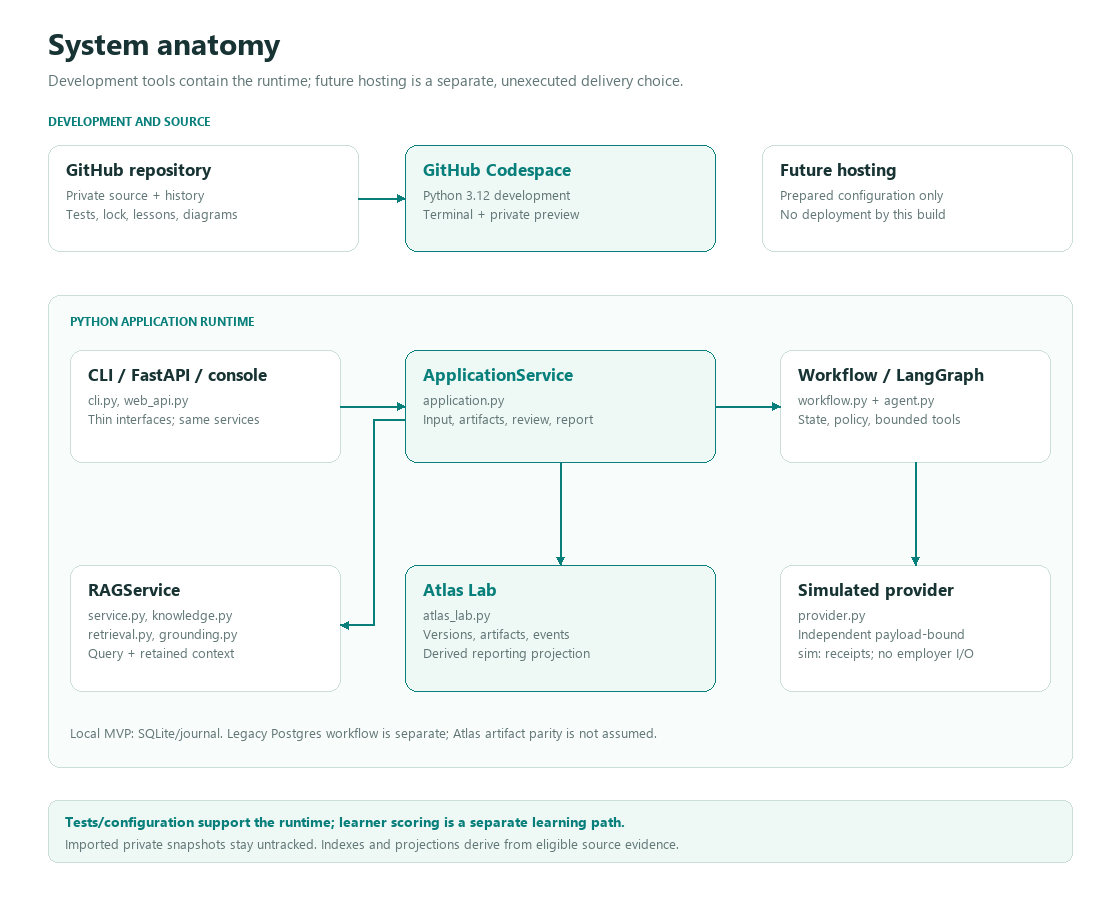 System anatomy
Development tools contain the runtime; future hosting is a separate, unexecuted delivery choice.
DEVELOPMENT AND SOURCE
GitHub repository
Private source + history
Tests, lock, lessons, diagrams
GitHub Codespace
Python 3.12 development
Terminal + private preview
Future hosting
Prepared configuration only
No deployment by this build
PYTHON APPLICATION RUNTIME
CLI / FastAPI / console
cli.py, web_api.py
Thin interfaces; same services
ApplicationService
application.py
Input, artifacts, review, report
Workflow / LangGraph
workflow.py + agent.py
State, policy, bounded tools
RAGService
service.py, knowledge.py
retrieval.py, grounding.py
Query + retained context
Atlas Lab
atlas_lab.py
Versions, artifacts, events
Derived reporting projection
Simulated provider
provider.py
Independent payload-bound
sim: receipts; no employer I/O
Local MVP: SQLite/journal. Legacy Postgres workflow is separate; Atlas artifact parity is not assumed.
Tests/configuration support the runtime; learner scoring is a separate learning path.
Imported private snapshots stay untracked. Indexes and projections derive from eligible source evidence.